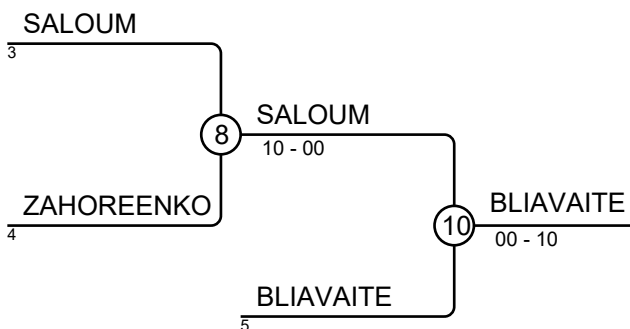 SALOUM
3
8
SALOUM
10 - 00
ZAHOREENKO
4
10
BLIAVAITE
00 - 10
BLIAVAITE
5